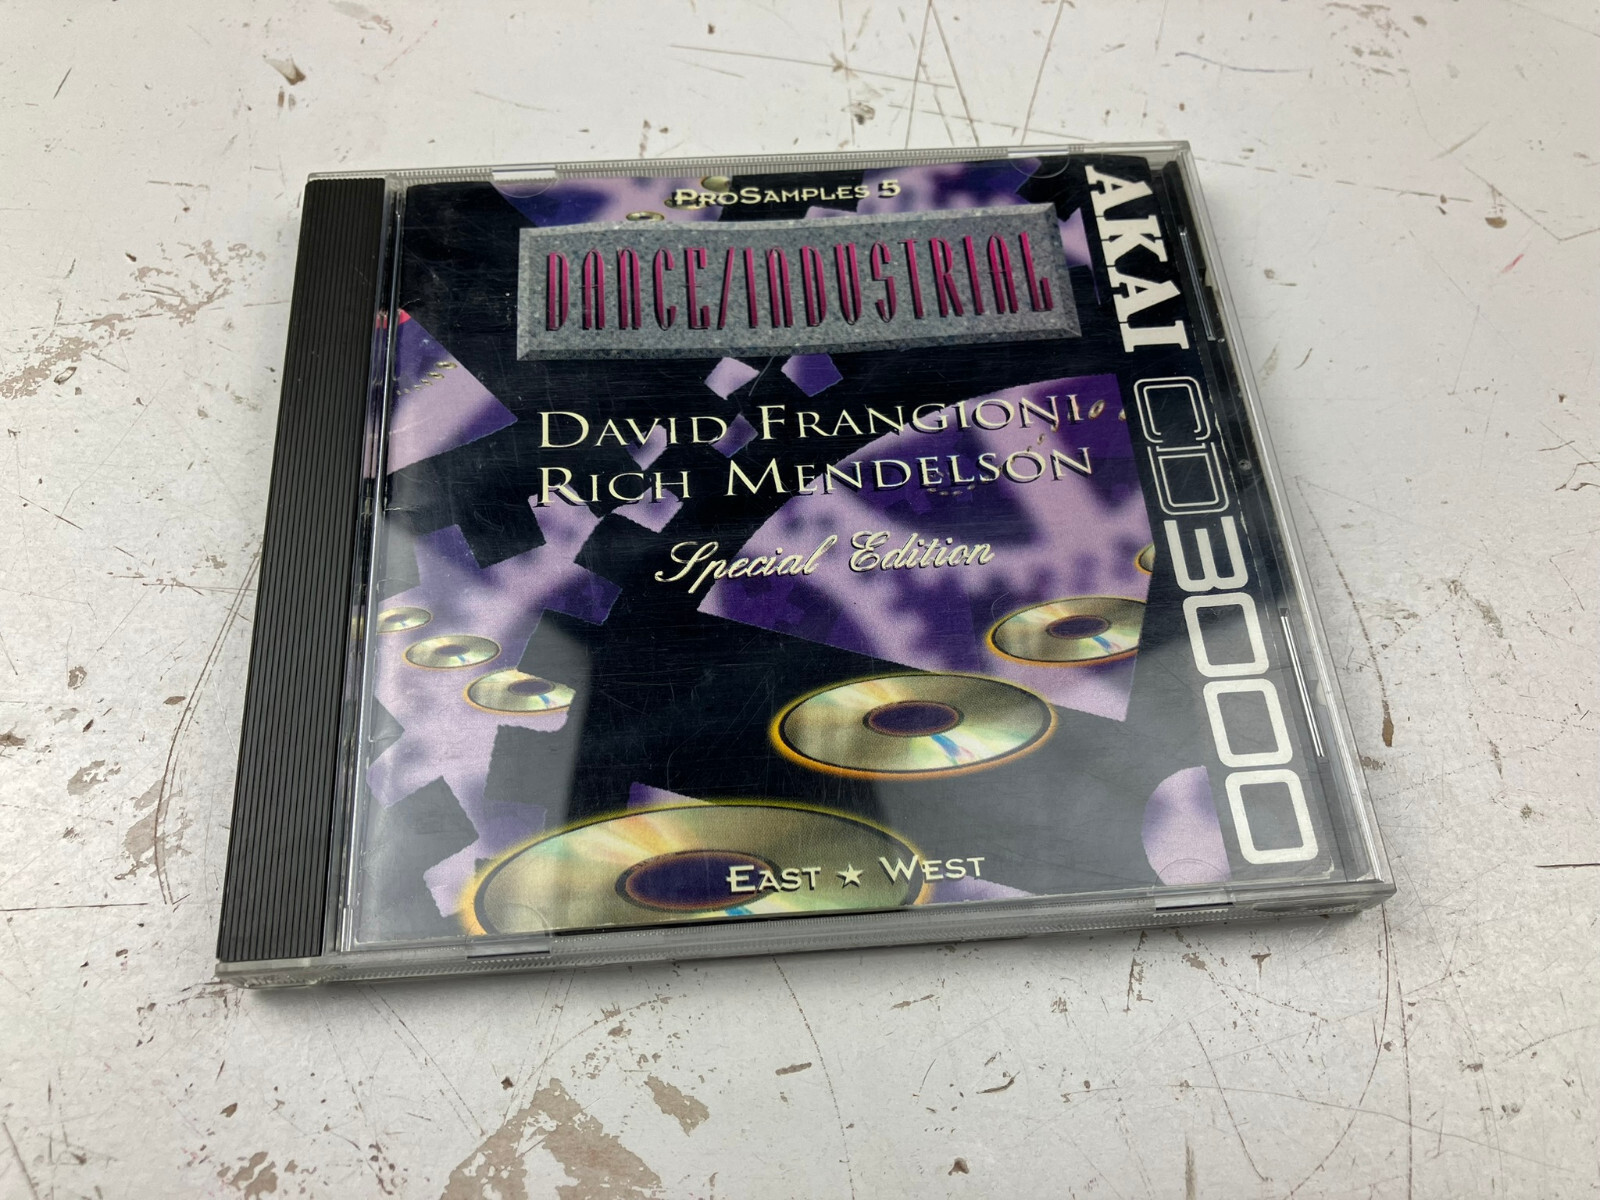 ProSamples 5
DANCE/INDUSTRIAL
David Frangioni
Rich Mendelson
Special Edition
East ★ West
AKAI CD3000